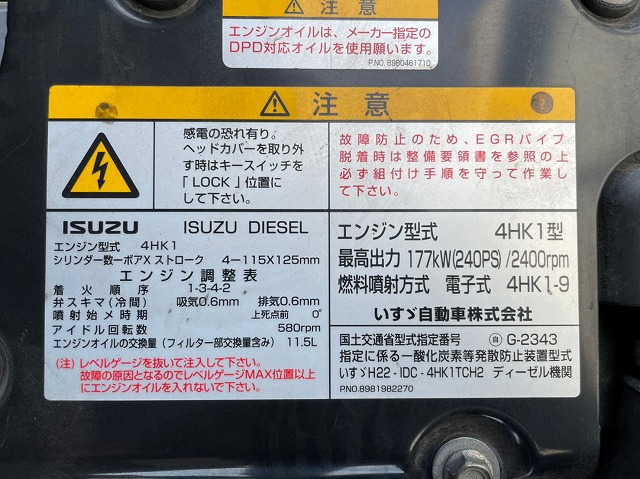 ⚠ 注意
エンジンオイルは、メーカー指定の
DPD対応オイルを使用願います。
P.NO. 8980461710
⚠ 注意
感電の恐れ有り。
ヘッドカバーを取り外
す時はキースイッチを
「LOCK」位置に
して下さい。
故障防止のため、EGRパイプ
脱着時は整備要領書を参照の上
必ず組付け手順を守って作業し
て下さい。
ISUZU ISUZU DIESEL
エンジン型式 4HK1
シリンダー数ーボアX ストローク 4-115X125mm
エンジン調整表
着火順序 1-3-4-2
弁スキマ(冷間) 吸気0.6mm 排気0.6mm
噴射始メ時期 上死点前 0°
アイドル回転数 580rpm
エンジンオイルの交換量(フィルター部交換量含み) 11.5L
(注) レベルゲージを抜いて注入して下さい。
故障の原因となるのでレベルゲージMAX位置以上
にエンジンオイルを入れないで下さい。
エンジン型式 4HK1型
最高出力 177kW(240PS)/2400rpm
燃料噴射方式 電子式 4HK1-9
いすゞ自動車株式会社
国土交通省型式指定番号 自 G-2343
指定に係る一酸化炭素等発散防止装置型式
いすゞH22-IDC-4HK1TCH2 ディーゼル機関
P.NO.8981982270